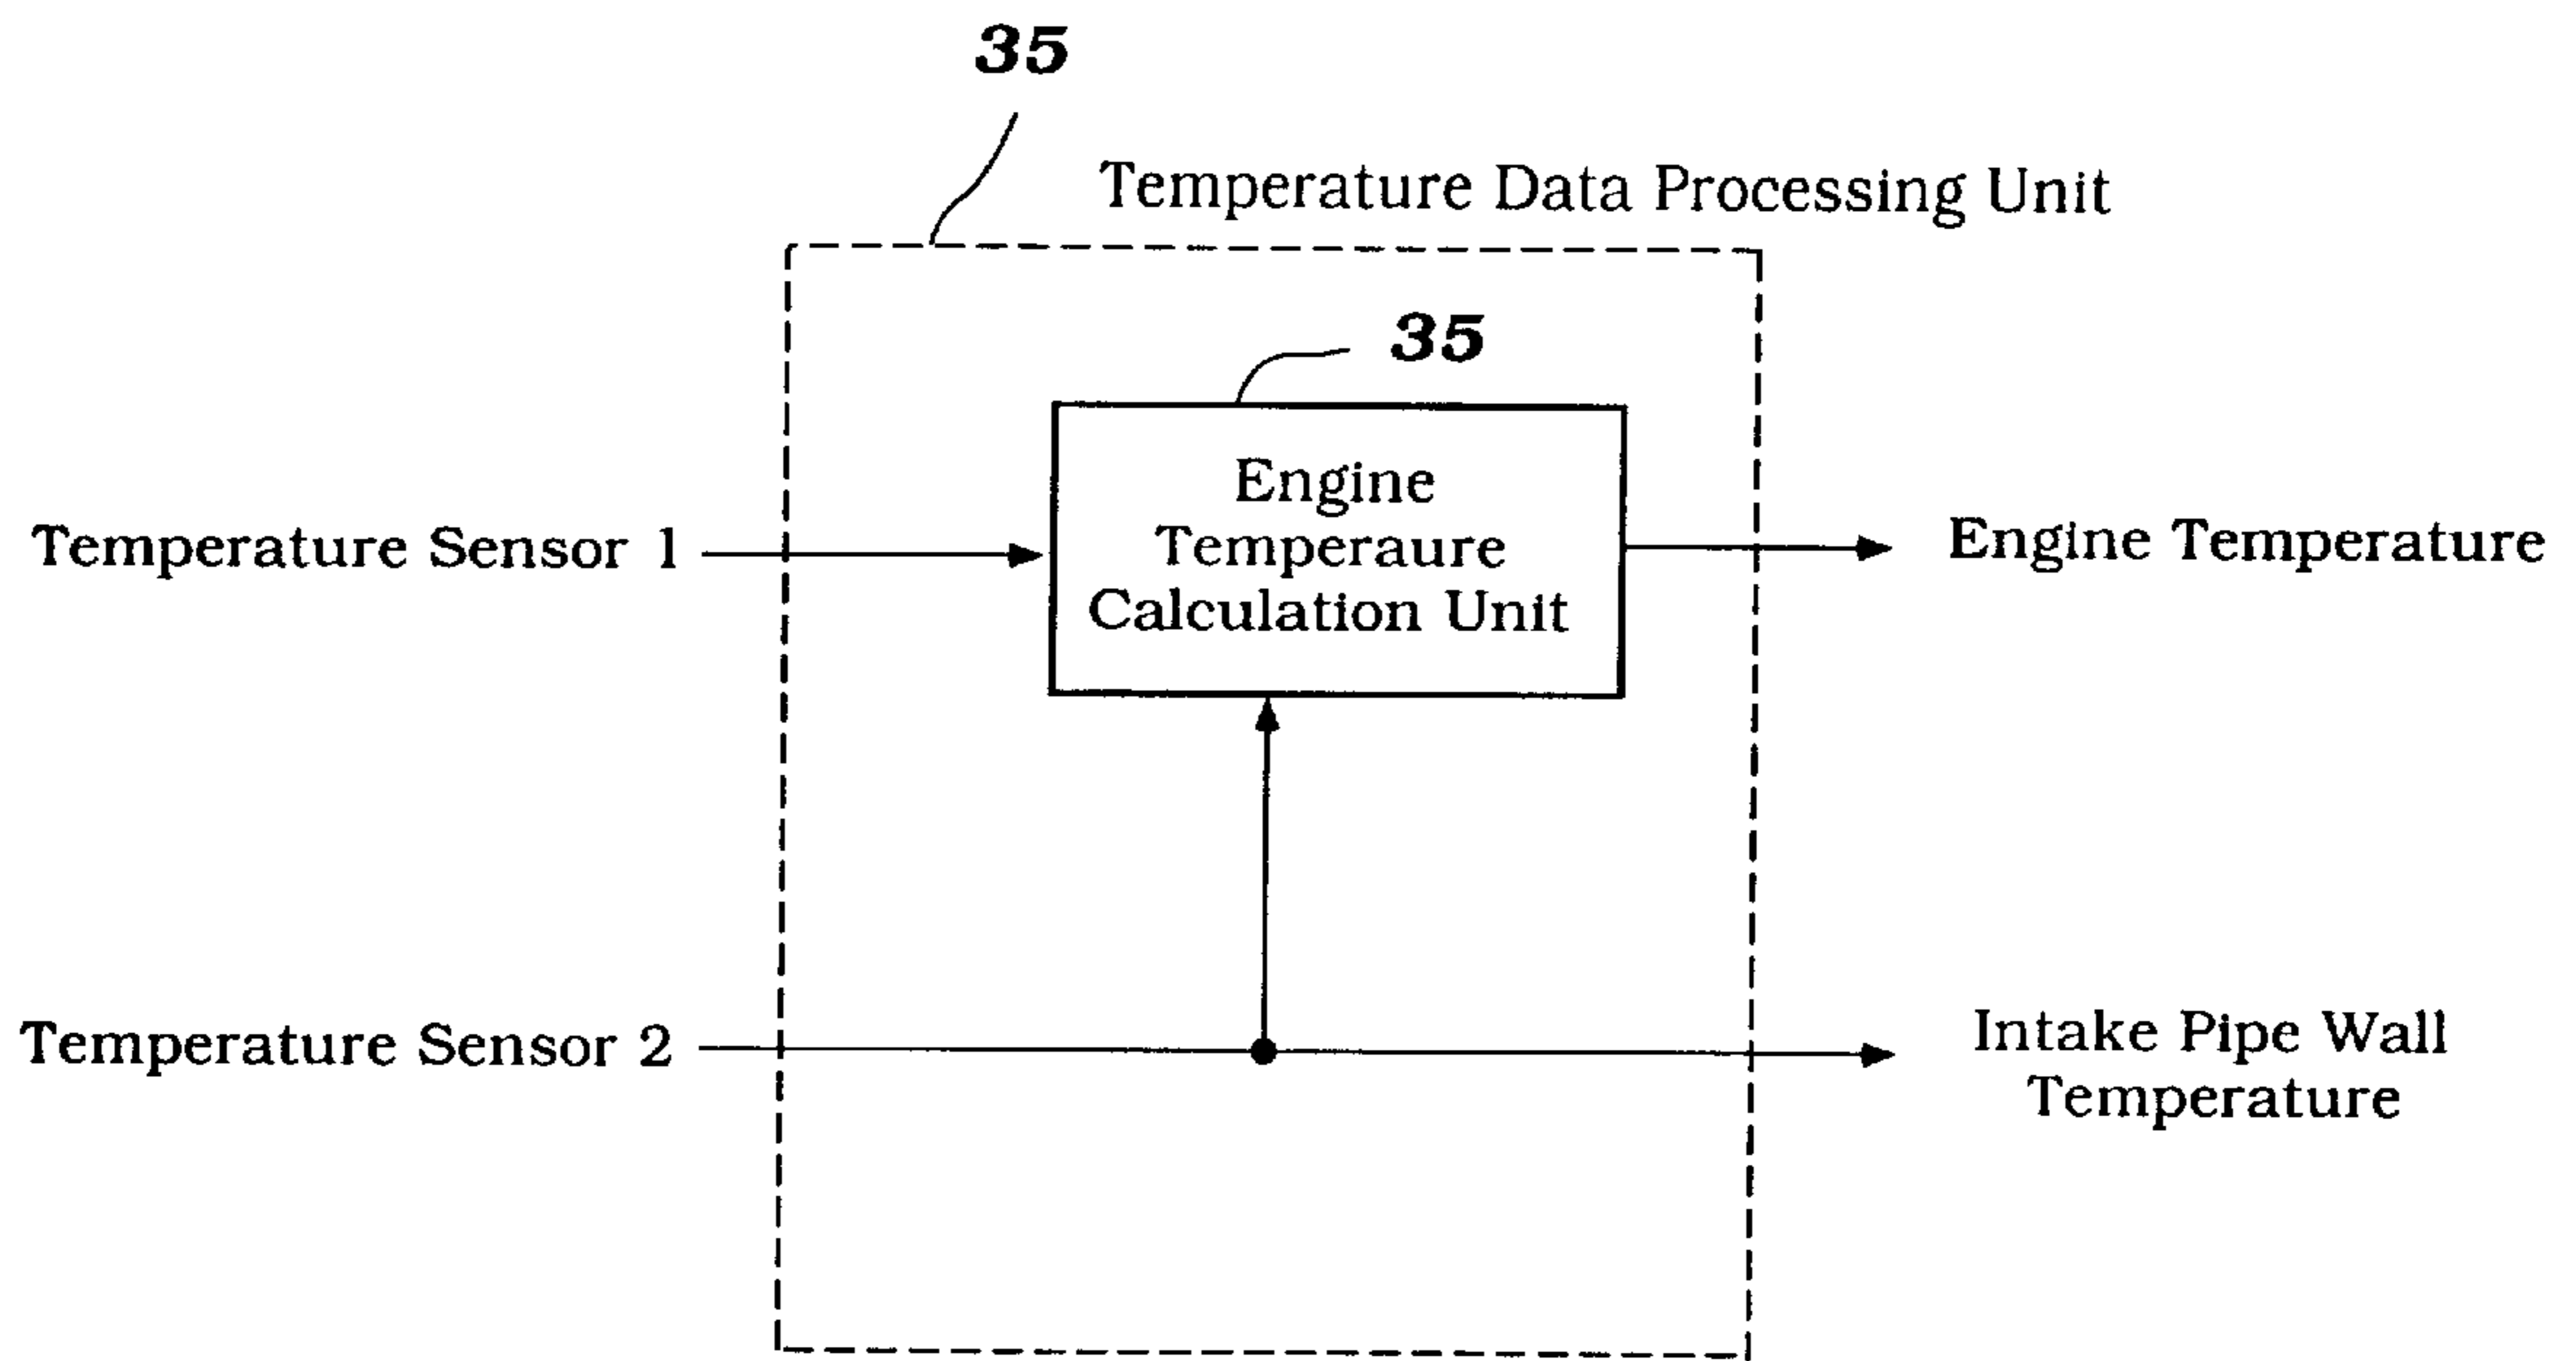 35
Temperature Data Processing Unit
35
Engine
Temperaure
Calculation Unit
Temperature Sensor 1
Engine Temperature
Temperature Sensor 2
Intake Pipe Wall
Temperature